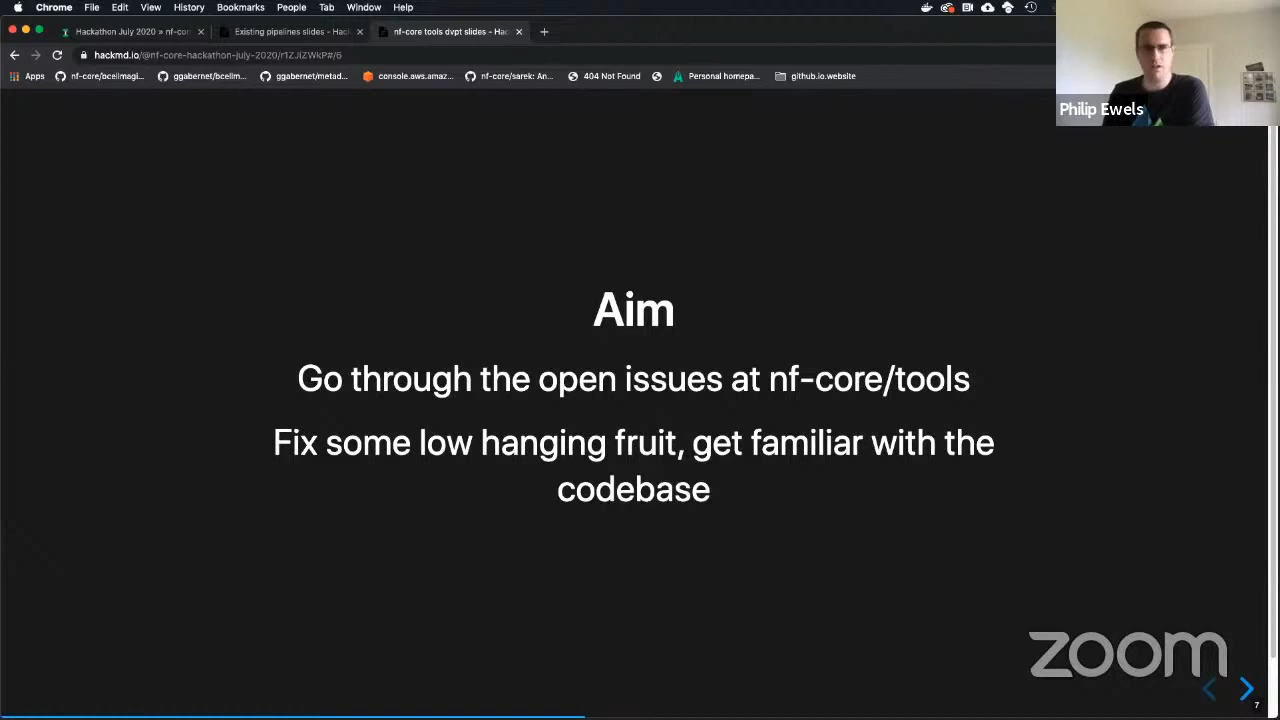 Chrome File Edit View History Bookmarks People Tab Window Help
Hackathon July 2020 » nf-cor
Existing pipelines slides - Hack
nf-core tools dvpt slides - Hac
hackmd.io/@nf-core-hackathon-july-2020/r1ZJiZWkP#/6
Apps nf-core/bcellmagi... ggabernet/bcellm... ggabernet/metad... console.aws.amaz... nf-core/sarek: An... 404 Not Found Personal homepa... github.io.website
Philip Ewels
Aim
Go through the open issues at nf-core/tools
Fix some low hanging fruit, get familiar with the
codebase
zoom
7